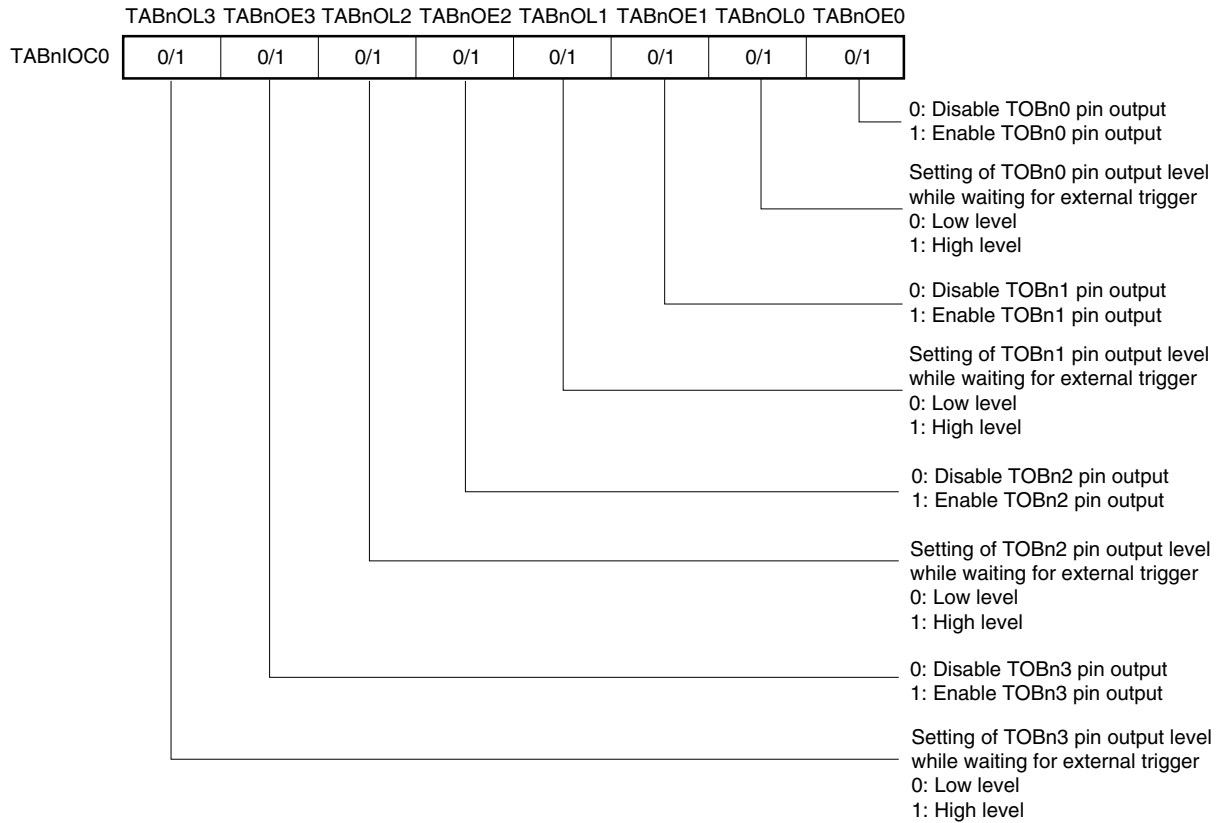 TABnOL3 TABnOE3 TABnOL2 TABnOE2 TABnOL1 TABnOE1 TABnOL0 TABnOE0
TABnIOC0 0/1 0/1 0/1 0/1 0/1 0/1 0/1 0/1
0: Disable TOBn0 pin output
1: Enable TOBn0 pin output
Setting of TOBn0 pin output level
while waiting for external trigger
0: Low level
1: High level
0: Disable TOBn1 pin output
1: Enable TOBn1 pin output
Setting of TOBn1 pin output level
while waiting for external trigger
0: Low level
1: High level
0: Disable TOBn2 pin output
1: Enable TOBn2 pin output
Setting of TOBn2 pin output level
while waiting for external trigger
0: Low level
1: High level
0: Disable TOBn3 pin output
1: Enable TOBn3 pin output
Setting of TOBn3 pin output level
while waiting for external trigger
0: Low level
1: High level